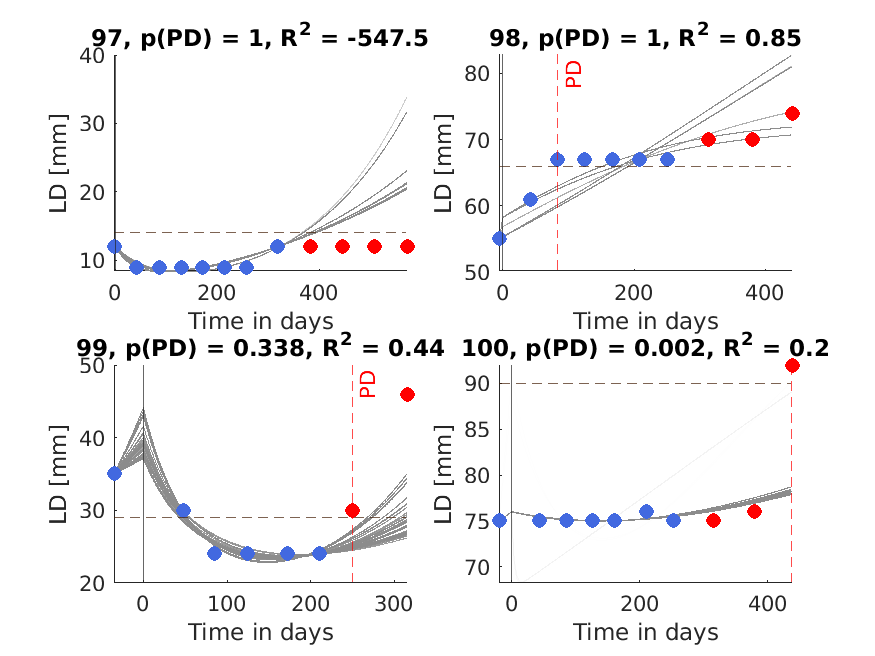 97, p(PD) = 1, R² = -547.5
40
30
20
10
LD [mm]
0
200
400
Time in days
98, p(PD) = 1, R² = 0.85
PD
80
70
60
50
LD [mm]
0
200
400
Time in days
99, p(PD) = 0.338, R² = 0.44
PD
50
40
30
20
LD [mm]
0
100
200
300
Time in days
100, p(PD) = 0.002, R² = 0.2
90
85
80
75
70
LD [mm]
0
200
400
Time in days